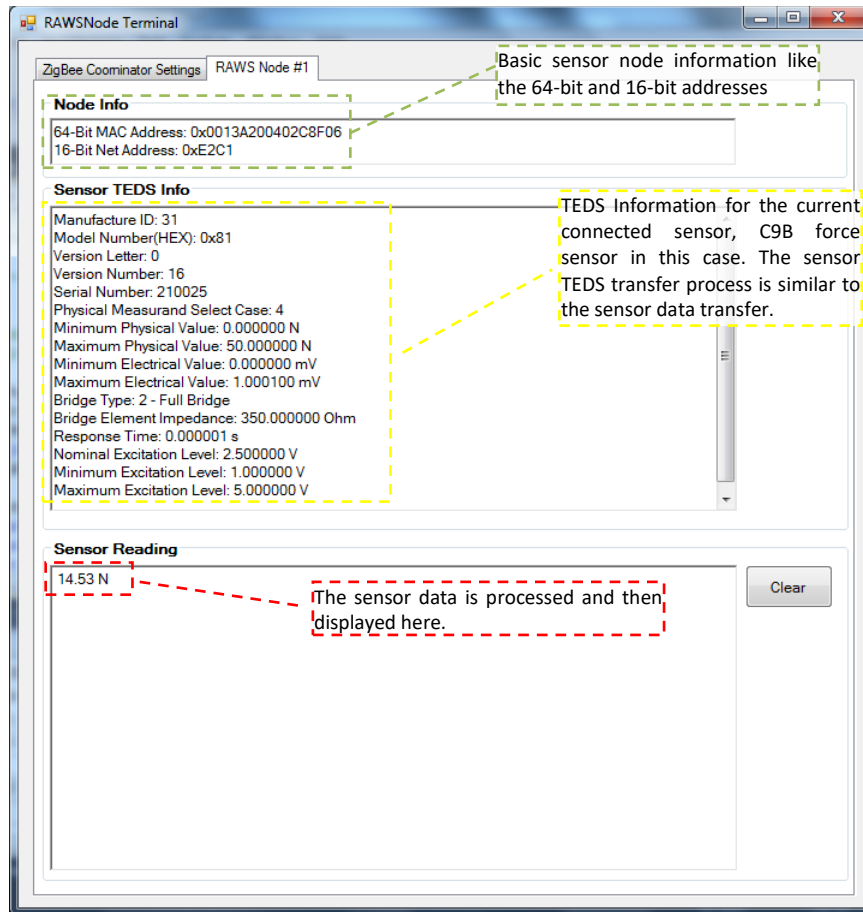 RAWSNode Terminal
ZigBee Coominator Settings
RAWS Node #1
Basic sensor node information like
the 64-bit and 16-bit addresses
Node Info
64-Bit MAC Address: 0x0013A200402C8F06
16-Bit Net Address: 0xE2C1
Sensor TEDS Info
Manufacture ID: 31
Model Number(HEX): 0x81
Version Letter: 0
Version Number: 16
Serial Number: 210025
Physical Measurand Select Case: 4
Minimum Physical Value: 0.000000 N
Maximum Physical Value: 50.000000 N
Minimum Electrical Value: 0.000000 mV
Maximum Electrical Value: 1.000100 mV
Bridge Type: 2 - Full Bridge
Bridge Element Impedance: 350.000000 Ohm
Response Time: 0.000001 s
Nominal Excitation Level: 2.500000 V
Minimum Excitation Level: 1.000000 V
Maximum Excitation Level: 5.000000 V
TEDS Information for the current
connected sensor, C9B force
sensor in this case. The sensor
TEDS transfer process is similar to
the sensor data transfer.
Sensor Reading
14.53 N
Clear
The sensor data is processed and then
displayed here.